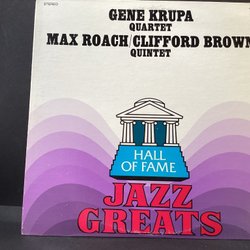 STEREO
GENE KRUPA
QUARTET
MAX ROACH/CLIFFORD BROWN
QUINTET
HALL
OF FAME
JAZZ
GREATS